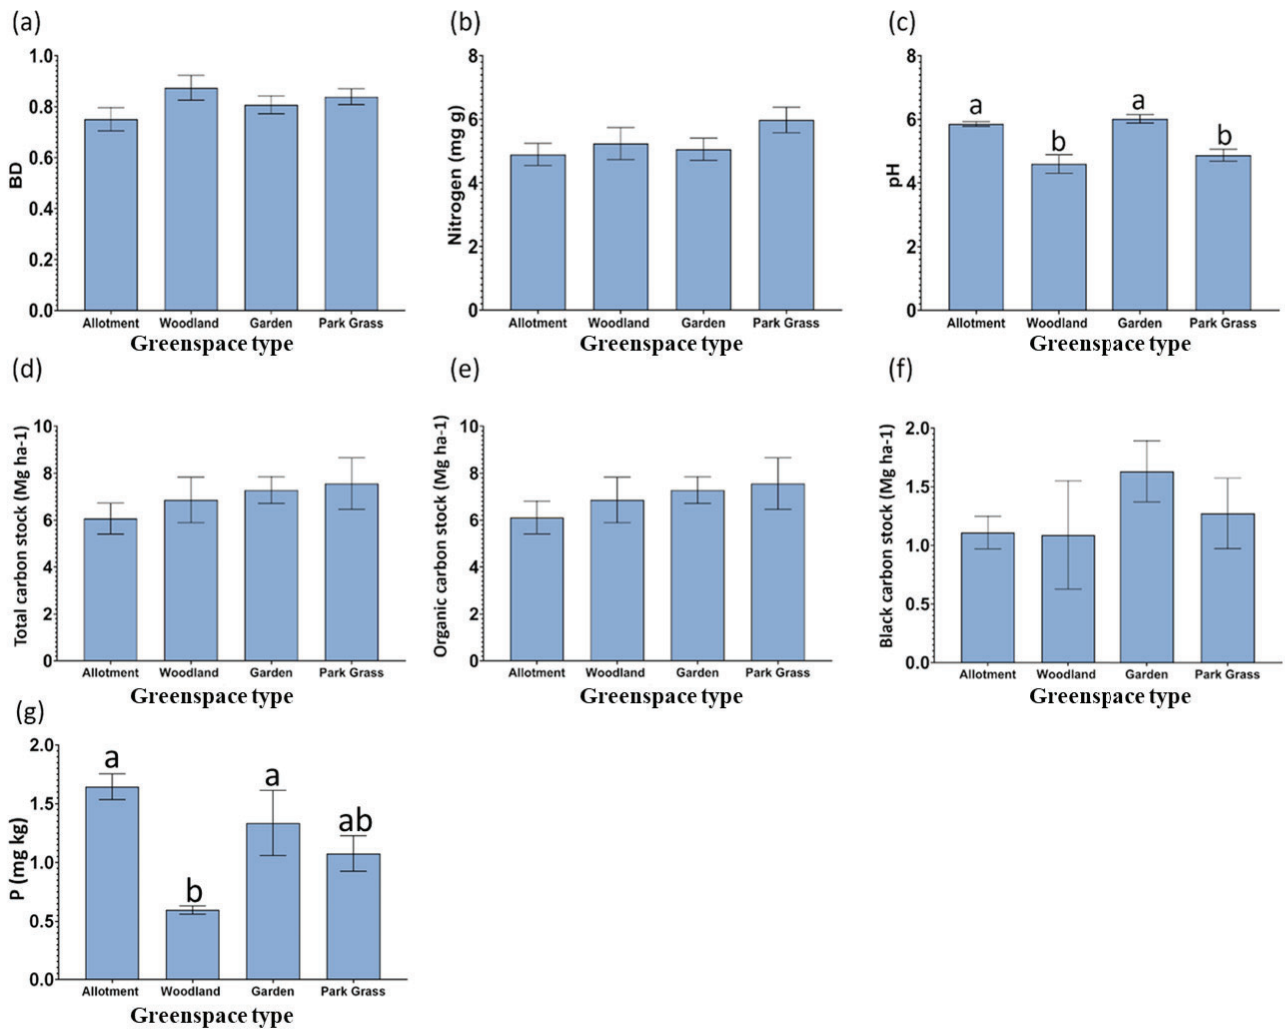 (a)
1.0
0.8
0.6
0.4
0.2
0.0
BD
Allotment Woodland Garden Park Grass
Greenspace type
(b)
8
6
4
2
0
Nitrogen (mg g)
Allotment Woodland Garden Park Grass
Greenspace type
(c)
8
6
4
2
0
pH
a b a b
Allotment Woodland Garden Park Grass
Greenspace type
(d)
10
8
6
4
2
0
Total carbon stock (Mg ha-1)
Allotment Woodland Garden Park Grass
Greenspace type
(e)
10
8
6
4
2
0
Organic carbon stock (Mg ha-1)
Allotment Woodland Garden Park Grass
Greenspace type
(f)
2.0
1.5
1.0
0.5
0.0
Black carbon stock (Mg ha-1)
Allotment Woodland Garden Park Grass
Greenspace type
(g)
2.0
1.5
1.0
0.5
0.0
P (mg kg)
a b a ab
Allotment Woodland Garden Park Grass
Greenspace type